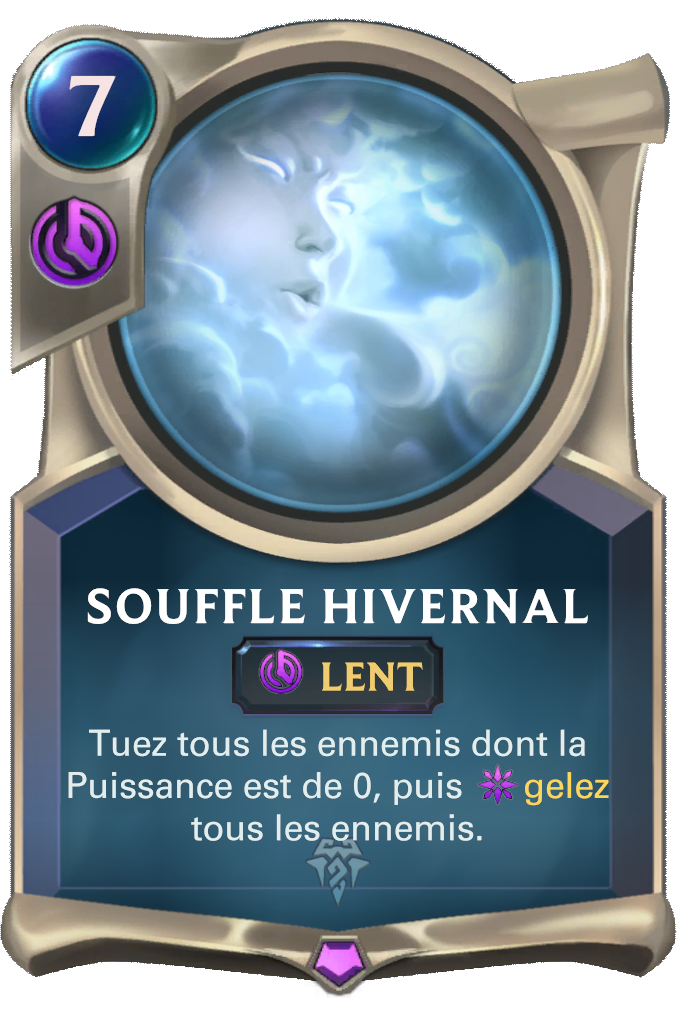 7
SOUFFLE HIVERNAL
LENT
Tuez tous les ennemis dont la
Puissance est de 0, puis gelez
tous les ennemis.